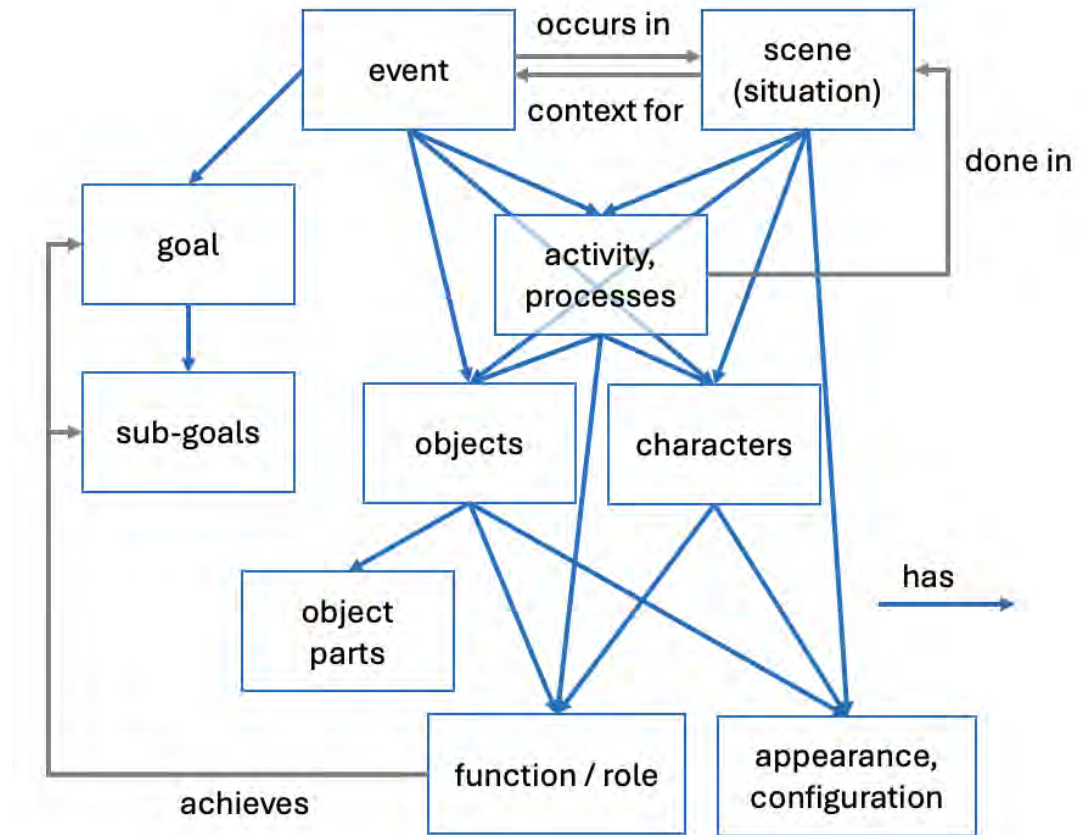 event
occurs in
scene
(situation)
context for
done in
goal
activity,
processes
sub-goals
objects
characters
has
object
parts
function / role
appearance,
configuration
achieves